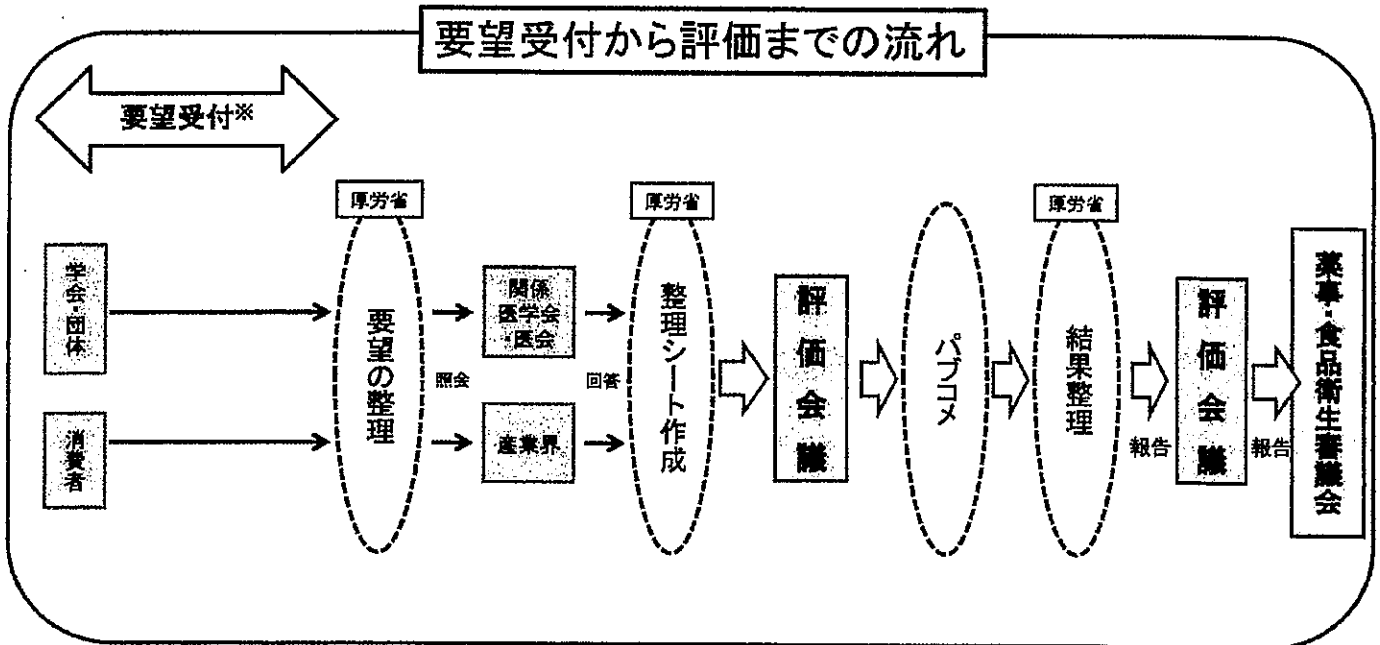 要望受付から評価までの流れ
要望受付※
厚労省
厚労省
厚労省
学会・団体
消費者
要望の整理
照会
関係
医学会
・医会
産業界
回答
整理シート作成
評価会議
パブコメ
結果整理
報告
評価会議
報告
薬事・食品衛生審議会